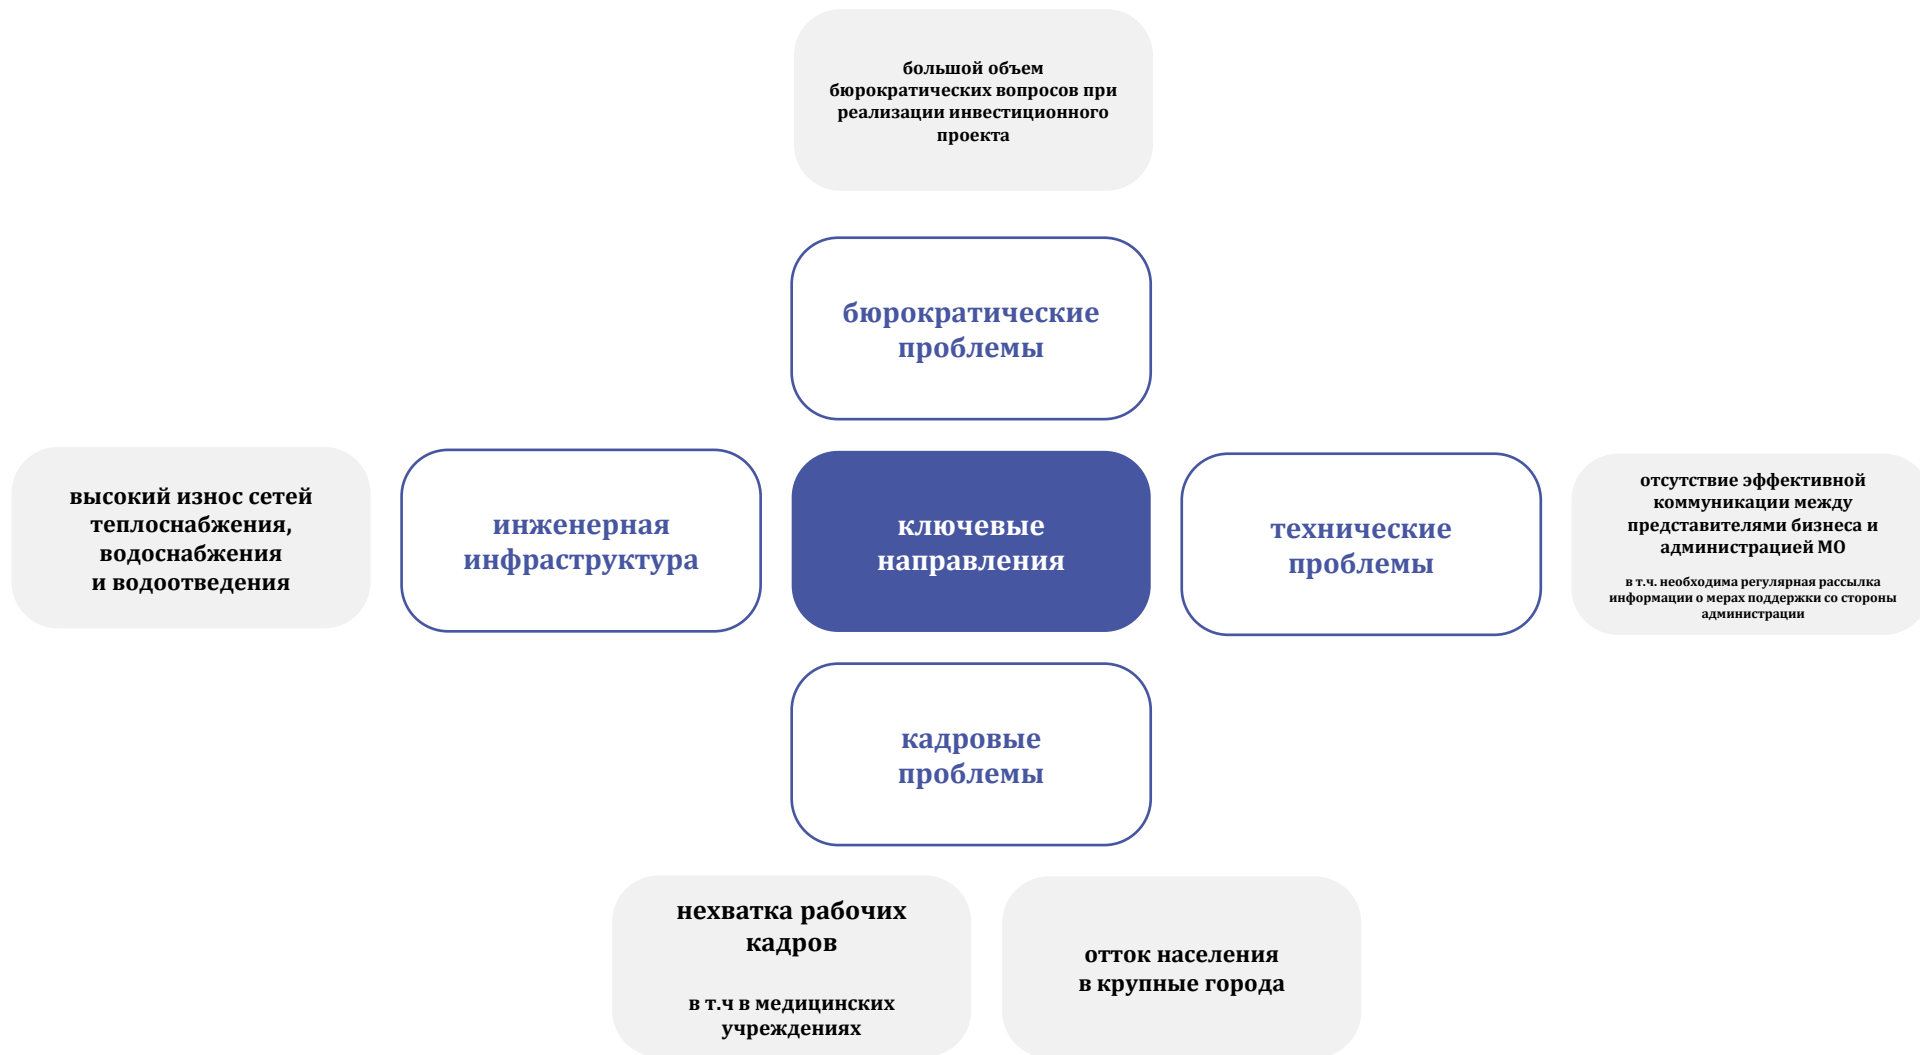 большой объем
бюрократических вопросов при
реализации инвестиционного
проекта
бюрократические
проблемы
высокий износ сетей
теплоснабжения,
водоснабжения
и водоотведения
инженерная
инфраструктура
ключевые
направления
технические
проблемы
отсутствие эффективной
коммуникации между
представителями бизнеса и
администрацией МО
в т.ч. необходима регулярная рассылка
информации о мерах поддержки со стороны
администрации
кадровые
проблемы
нехватка рабочих
кадров
в т.ч в медицинских
учреждениях
отток населения
в крупные города